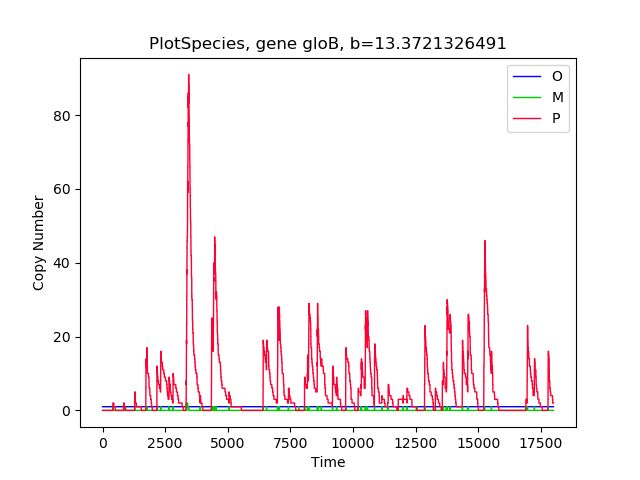 PlotSpecies, gene gloB, b=13.3721326491
O
M
P
Copy Number
80
60
40
20
0
0 2500 5000 7500 10000 12500 15000 17500
Time